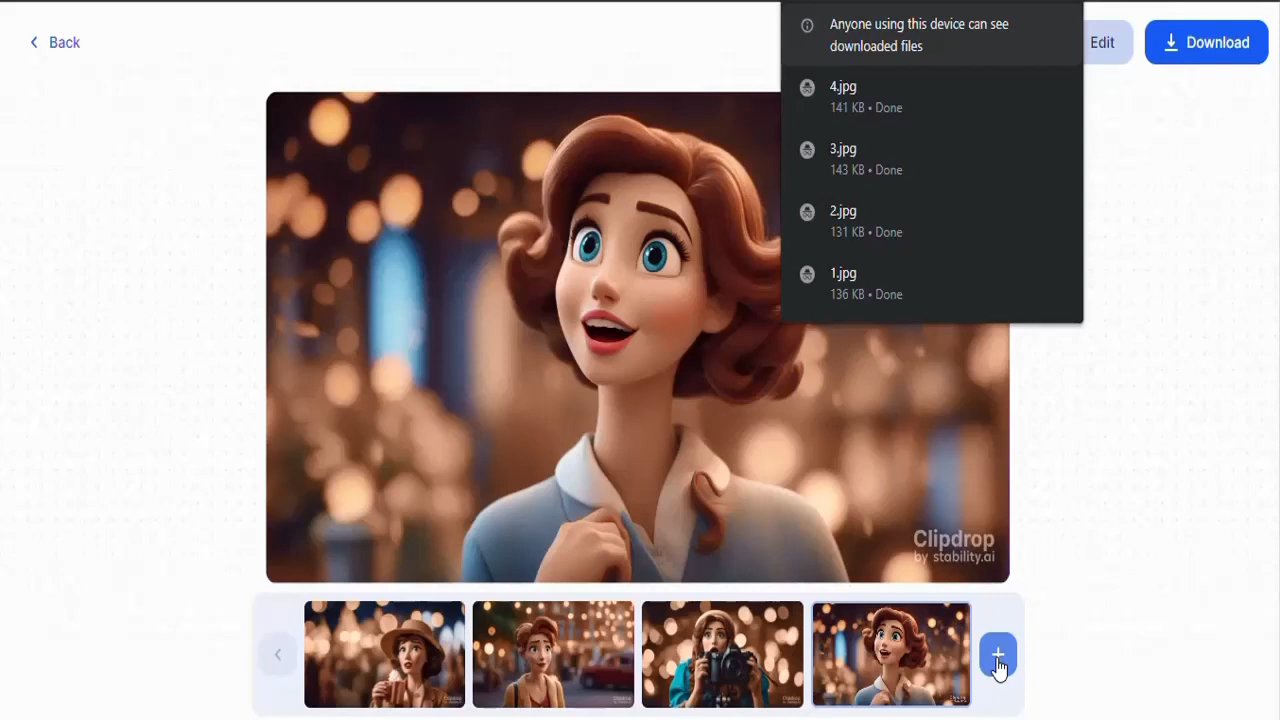 Back
Anyone using this device can see
downloaded files
4.jpg
141 KB • Done
3.jpg
143 KB • Done
2.jpg
131 KB • Done
1.jpg
136 KB • Done
Edit
Download
Clipdrop
by stability.ai